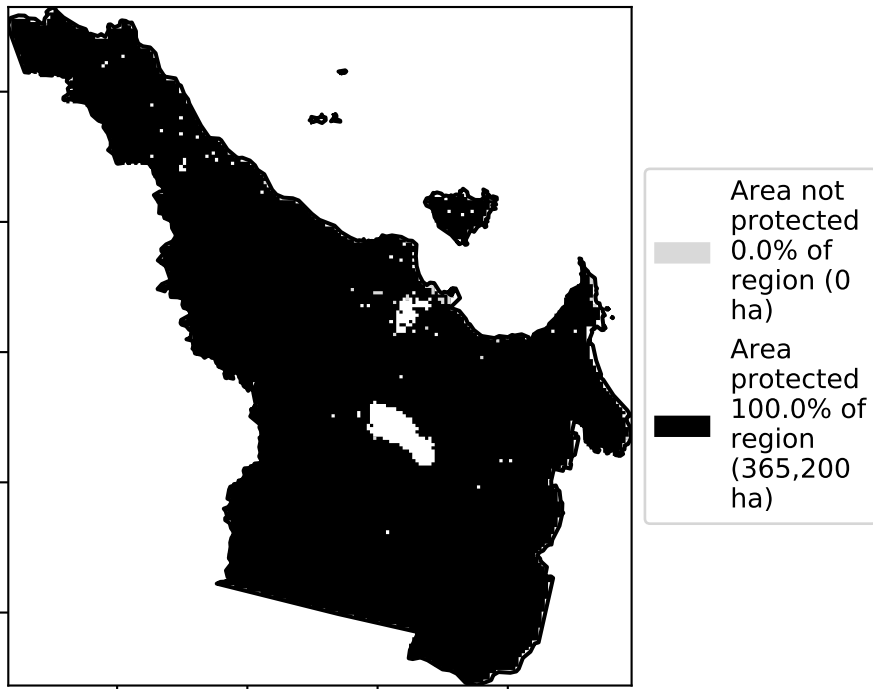 Area not
protected
0.0% of
region (0
ha)
Area
protected
100.0% of
region
(365,200
ha)